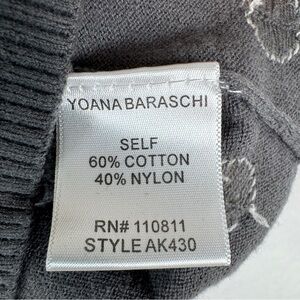 YOANA BARASCHI
SELF
60% COTTON
40% NYLON
RN# 110811
STYLE AK430